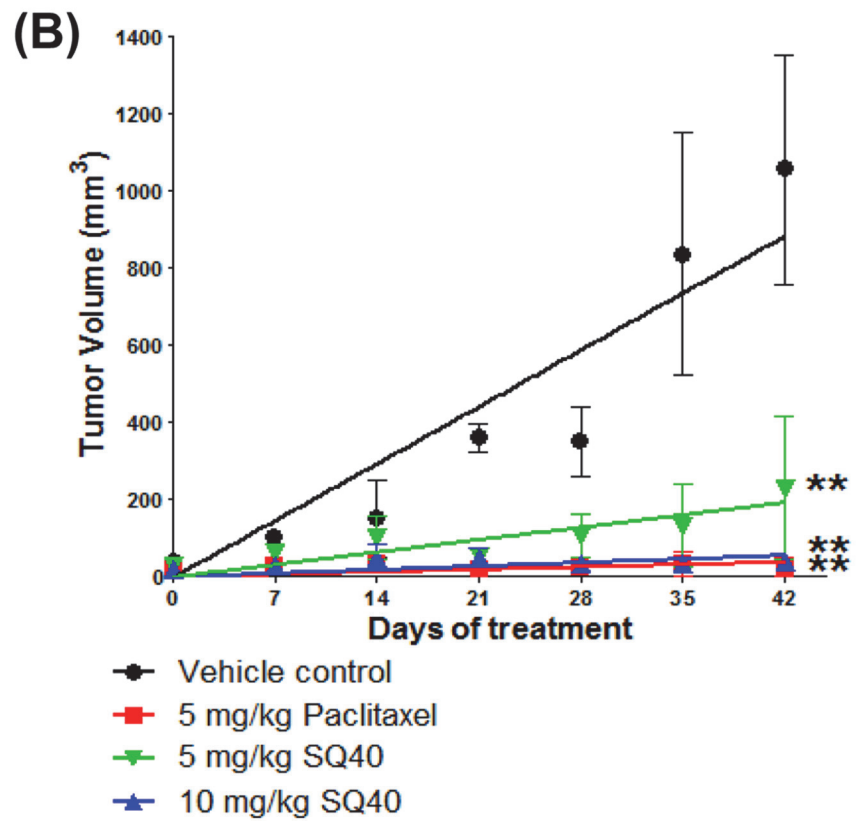 (B)
1400
1200
1000
800
600
400
200
0
Tumor Volume (mm³)
**
**
**
0 7 14 21 28 35 42
Days of treatment
Vehicle control
5 mg/kg Paclitaxel
5 mg/kg SQ40
10 mg/kg SQ40